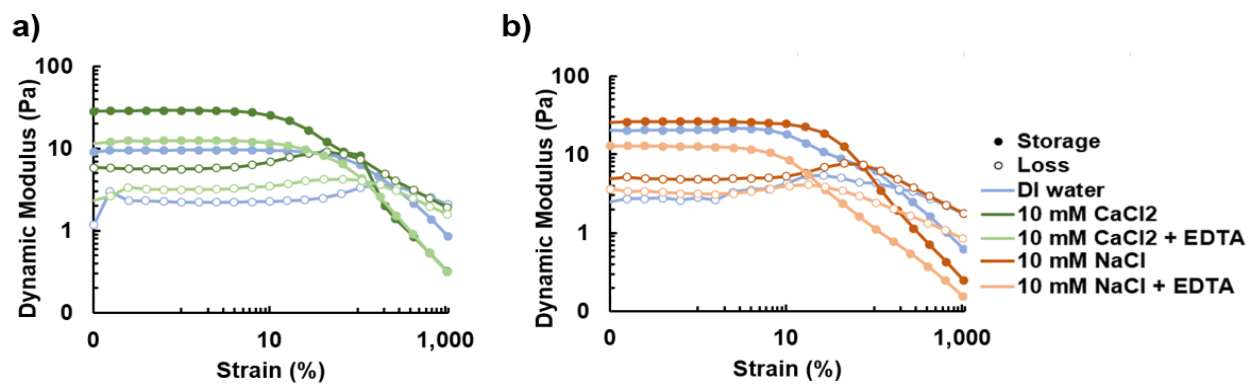 a)
Dynamic Modulus (Pa)
100
10
1
0
0
10
1,000
Strain (%)
b)
Dynamic Modulus (Pa)
100
10
1
0
0
10
1,000
Strain (%)
Storage
Loss
DI water
10 mM CaCl2
10 mM CaCl2 + EDTA
10 mM NaCl
10 mM NaCl + EDTA